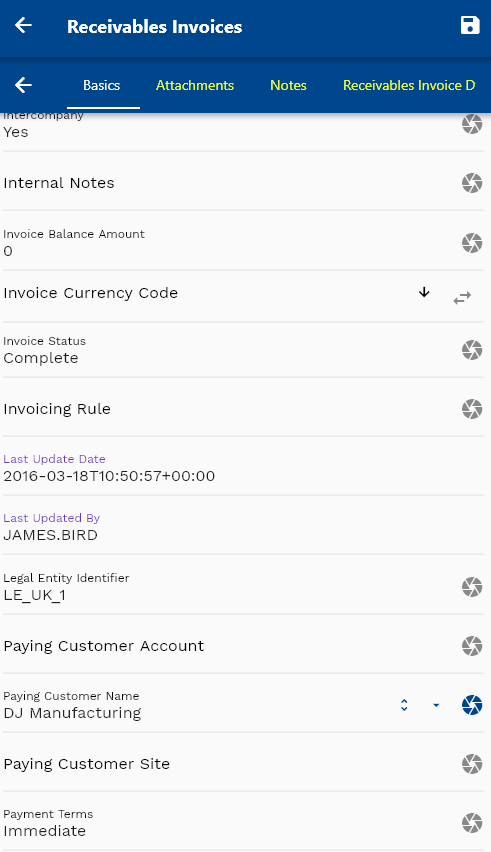 Receivables Invoices
Basics Attachments Notes Receivables Invoice D
Intercompany
Yes
Internal Notes
Invoice Balance Amount
0
Invoice Currency Code
Invoice Status
Complete
Invoicing Rule
Last Update Date
2016-03-18T10:50:57+00:00
Last Updated By
JAMES.BIRD
Legal Entity Identifier
LE_UK_1
Paying Customer Account
Paying Customer Name
DJ Manufacturing
Paying Customer Site
Payment Terms
Immediate